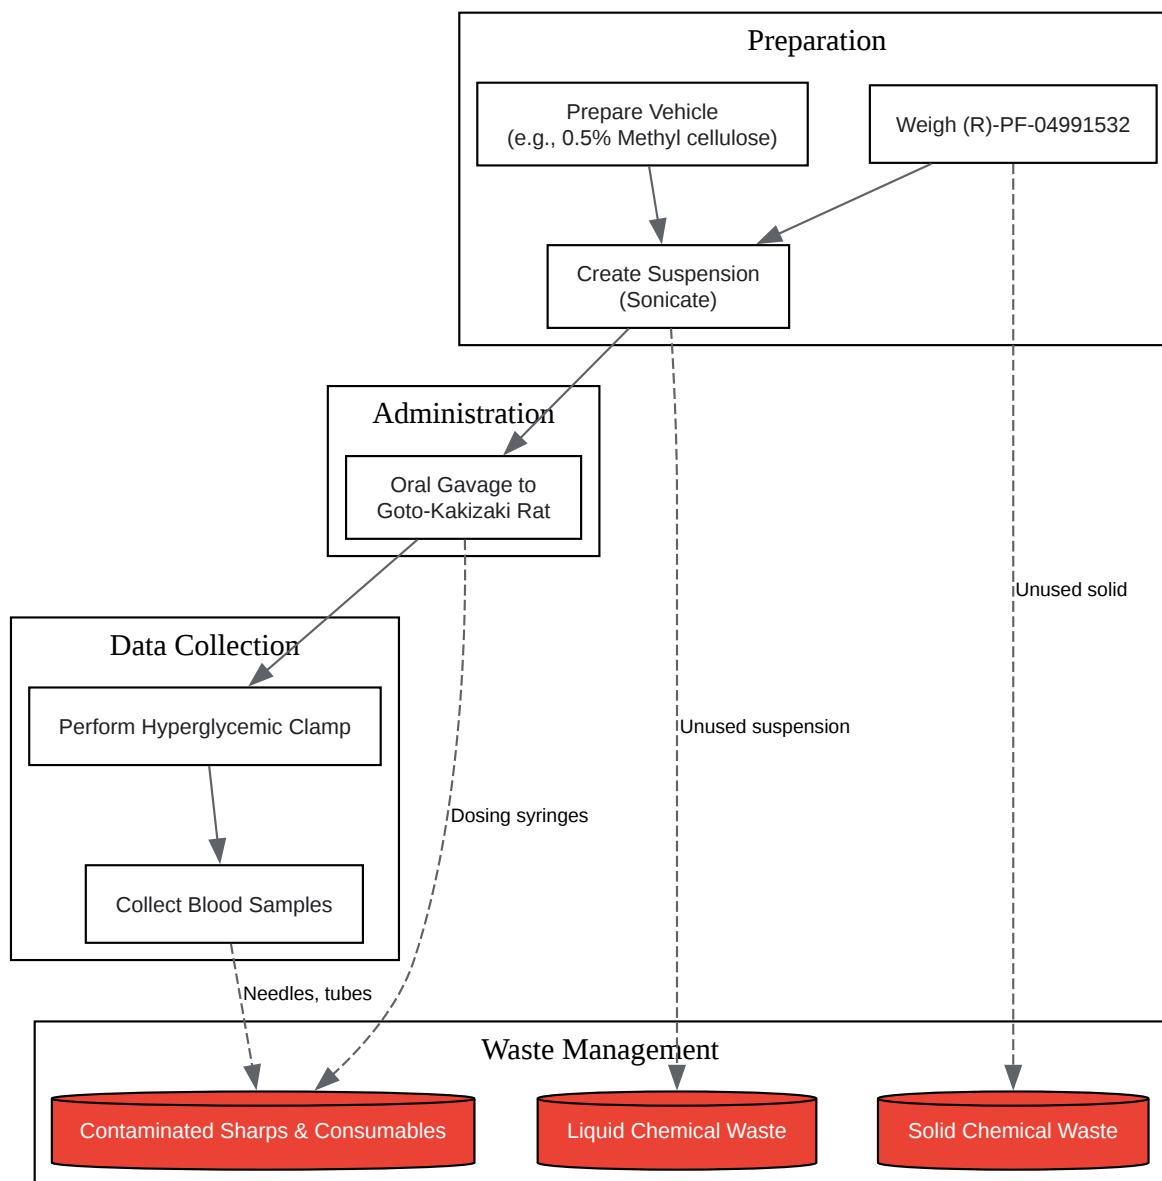 Preparation
Prepare Vehicle
(e.g., 0.5% Methyl cellulose)
Weigh (R)-PF-04991532
Create Suspension
(Sonicate)
Administration
Oral Gavage to
Goto-Kakizaki Rat
Unused solid
Data Collection
Perform Hyperglycemic Clamp
Unused suspension
Dosing syringes
Collect Blood Samples
Needles, tubes
Waste Management
Contaminated Sharps & Consumables
Liquid Chemical Waste
Solid Chemical Waste